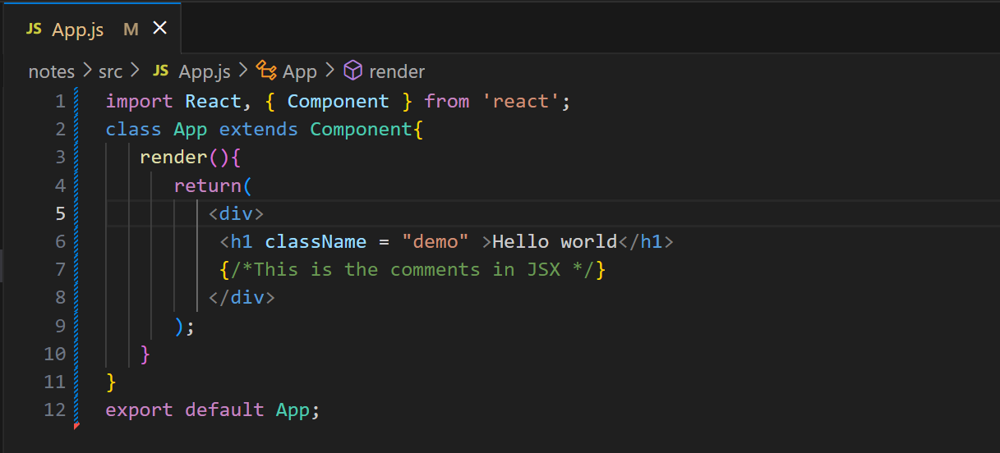 JS App.js M
notes > src > JS App.js > App > render
1 import React, { Component } from 'react';
2 class App extends Component{
3 render(){
4 return(
5 <div>
6 <h1 className = "demo" >Hello world</h1>
7 {/*This is the comments in JSX */}
8 </div>
9 );
10 }
11 }
12 export default App;